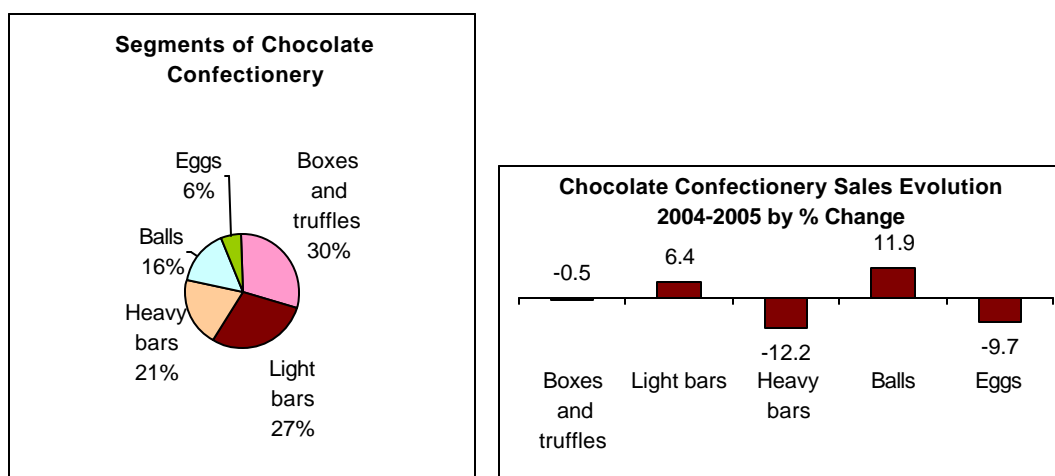 Segments of Chocolate
Confectionery
Eggs
6%
Boxes
and
truffles
30%
Balls
16%
Heavy
bars
21%
Light
bars
27%
Chocolate Confectionery Sales Evolution
2004-2005 by % Change
-0.5
6.4
-12.2
11.9
-9.7
Boxes
and
truffles
Light bars
Heavy
bars
Balls
Eggs